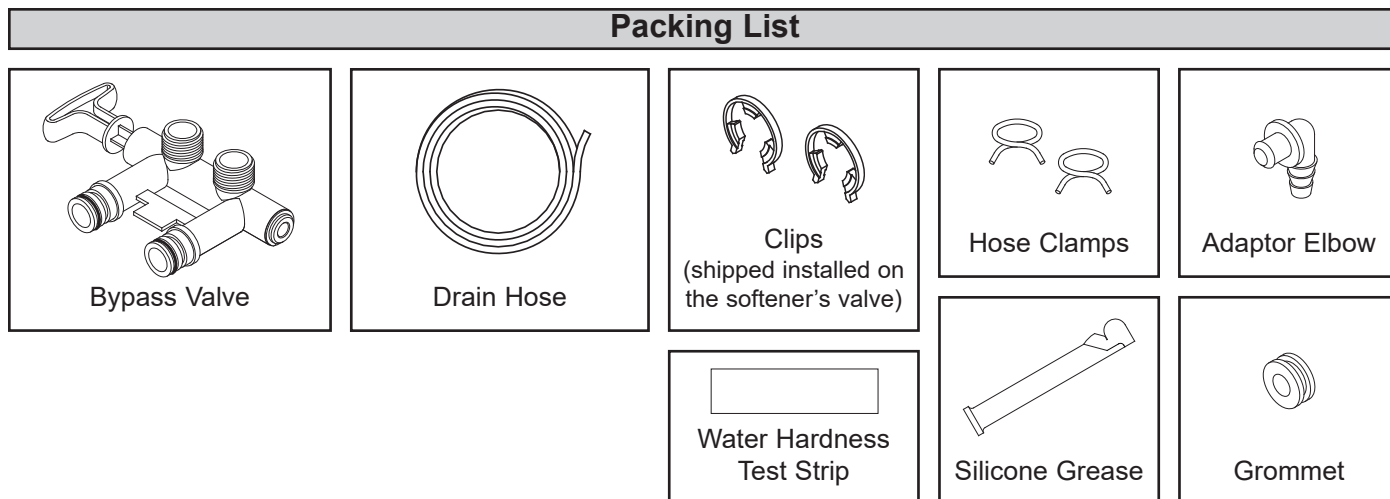 Packing List
Bypass Valve
Drain Hose
Clips
(shipped installed on
the softener’s valve)
Hose Clamps
Adaptor Elbow
Water Hardness
Test Strip
Silicone Grease
Grommet